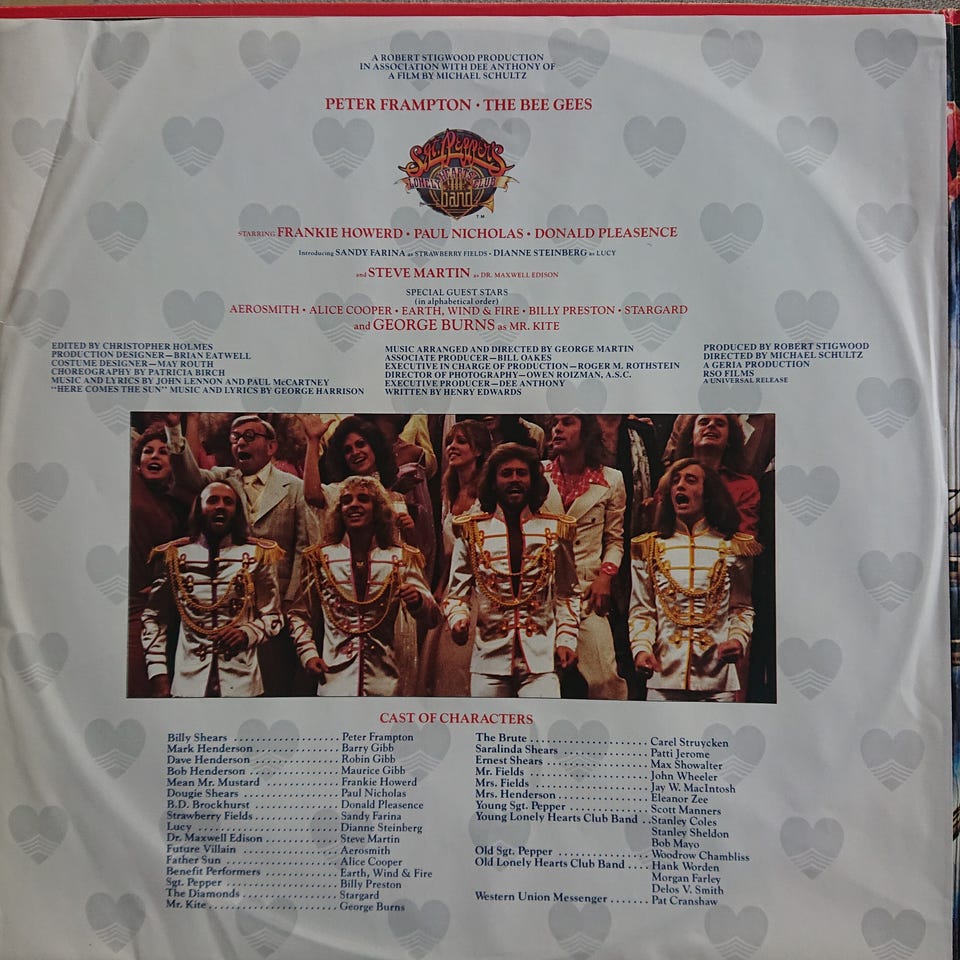 A ROBERT STIGWOOD PRODUCTION
IN ASSOCIATION WITH DEE ANTHONY OF
A FILM BY MICHAEL SCHULTZ
PETER FRAMPTON • THE BEE GEES
Sgt. Pepper's
LONELY HEARTS CLUB
band
T.M.
STARRING FRANKIE HOWERD • PAUL NICHOLAS • DONALD PLEASENCE
Introducing SANDY FARINA as STRAWBERRY FIELDS • DIANNE STEINBERG as LUCY
and STEVE MARTIN as DR. MAXWELL EDISON
SPECIAL GUEST STARS
(in alphabetical order)
AEROSMITH • ALICE COOPER • EARTH, WIND & FIRE • BILLY PRESTON • STARGARD
and GEORGE BURNS as MR. KITE
EDITED BY CHRISTOPHER HOLMES
PRODUCTION DESIGNER—BRIAN EATWELL
COSTUME DESIGNER—MAY ROUTH
CHOREOGRAPHY BY PATRICIA BIRCH
MUSIC AND LYRICS BY JOHN LENNON AND PAUL McCARTNEY
"HERE COMES THE SUN" MUSIC AND LYRICS BY GEORGE HARRISON
MUSIC ARRANGED AND DIRECTED BY GEORGE MARTIN
ASSOCIATE PRODUCER—BILL OAKES
EXECUTIVE IN CHARGE OF PRODUCTION—ROGER M. ROTHSTEIN
DIRECTOR OF PHOTOGRAPHY—OWEN ROIZMAN, A.S.C.
EXECUTIVE PRODUCER—DEE ANTHONY
WRITTEN BY HENRY EDWARDS
PRODUCED BY ROBERT STIGWOOD
DIRECTED BY MICHAEL SCHULTZ
A GERIA PRODUCTION
RSO FILMS
A UNIVERSAL RELEASE
CAST OF CHARACTERS
Billy Shears .................... Peter Frampton
Mark Henderson ............... Barry Gibb
Dave Henderson ................ Robin Gibb
Bob Henderson ................. Maurice Gibb
Mean Mr. Mustard ............. Frankie Howerd
Dougie Shears .................. Paul Nicholas
B.D. Brockhurst ................ Donald Pleasence
Strawberry Fields ............... Sandy Farina
Lucy ........................... Dianne Steinberg
Dr. Maxwell Edison ............. Steve Martin
Future Villain .................. Aerosmith
Father Sun ..................... Alice Cooper
Benefit Performers ............. Earth, Wind & Fire
Sgt. Pepper ..................... Billy Preston
The Diamonds .................. Stargard
Mr. Kite ........................ George Burns
The Brute ...................... Carel Struycken
Saralinda Shears ............... Patti Jerome
Ernest Shears ................... Max Showalter
Mr. Fields ...................... John Wheeler
Mrs. Fields ..................... Jay W. MacIntosh
Mrs. Henderson ................ Eleanor Zee
Young Sgt. Pepper .............. Scott Manners
Young Lonely Hearts Club Band .. Stanley Coles
Stanley Sheldon
Bob Mayo
Old Sgt. Pepper ................ Woodrow Chambliss
Old Lonely Hearts Club Band .... Hank Worden
Morgan Farley
Delos V. Smith
Western Union Messenger ....... Pat Cranshaw